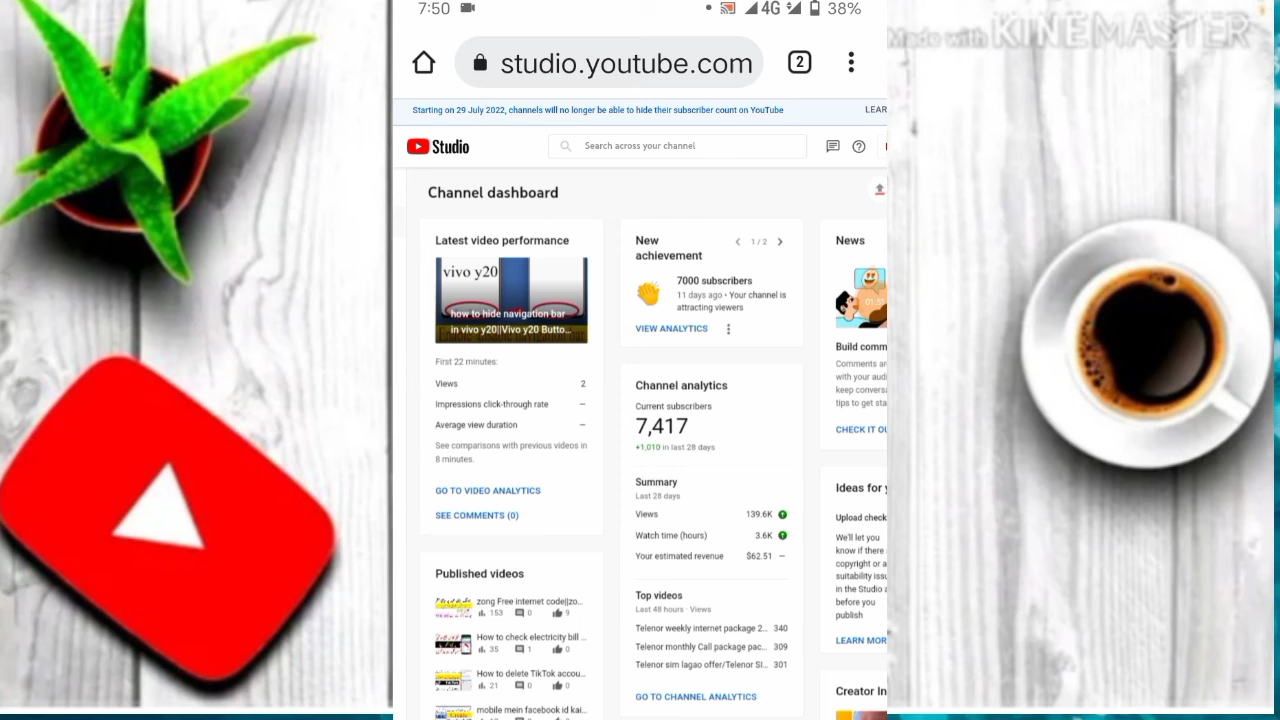 7:50
4G
38%
Made with KINEMASTER
studio.youtube.com
2
Starting on 29 July 2022, channels will no longer be able to hide their subscriber count on YouTube
LEAR
Studio
Search across your channel
Channel dashboard
Latest video performance
vivo y20
how to hide navigation bar
in vivo y20||Vivo y20 Butto...
First 22 minutes:
Views 2
Impressions click-through rate –
Average view duration –
See comparisons with previous videos in
8 minutes.
GO TO VIDEO ANALYTICS
SEE COMMENTS (0)
Published videos
zong Free internet code||zo...
153 0 9
How to check electricity bill ...
35 1 0
How to delete TikTok accou...
21 0 0
mobile mein facebook id kai...
New
achievement
1 / 2
7000 subscribers
11 days ago • Your channel is
attracting viewers
VIEW ANALYTICS
Channel analytics
Current subscribers
7,417
+1,010 in last 28 days
Summary
Last 28 days
Views 139.6K
Watch time (hours) 3.6K
Your estimated revenue $62.51 –
Top videos
Last 48 hours · Views
Telenor weekly internet package 2... 340
Telenor monthly Call package pac... 309
Telenor sim lagao offer/Telenor SI... 301
GO TO CHANNEL ANALYTICS
News
Build comm
Comments ar
with your audi
keep convers
tips to get sta
CHECK IT OU
Ideas for y
Upload check
We'll let you
know if there
copyright or a
suitability issu
in the Studio a
before you
publish
LEARN MOR
Creator In